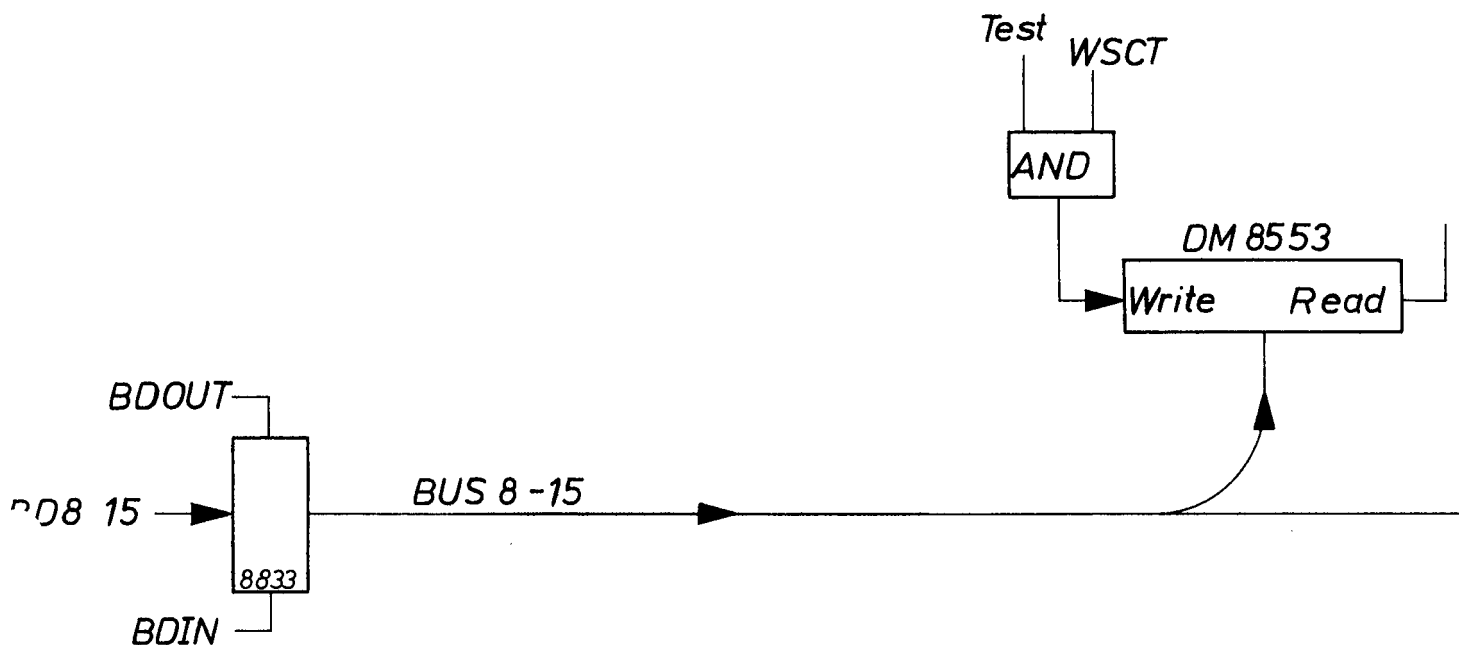 Test
WSCT
AND
DM 8553
Write Read
BDOUT
BUS 8-15
15
8833
BDIN